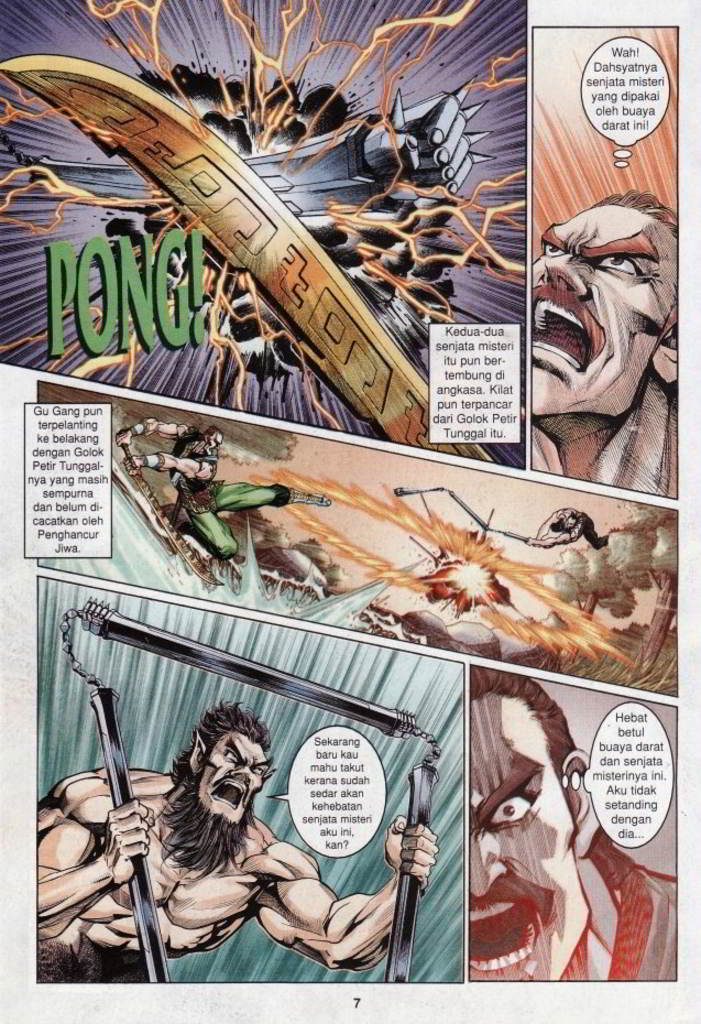 Wah!
Dahsyatnya
senjata misteri
yang dipakai
oleh buaya
darat ini!
PONG!
Kedua-dua
senjata misteri
itu pun ber-
tembung di
angkasa. Kilat
pun terpancar
dari Golok Petir
Tunggal itu.
Gu Gang pun
terpelanting
ke belakang
dengan Golok
Petir Tunggal-
nya yang masih
sempurna
dan belum di-
cacatkan oleh
Penghancur
Jiwa.
Sekarang
baru kau
mahu takut
kerana sudah
sedar akan
kehebatan
senjata misteri
aku ini,
kan?
Hebat
betul
buaya darat
dan senjata
misterinya ini.
Aku tidak
setanding
dengan
dia...
7